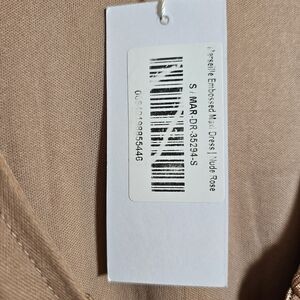 Marseille Embossed Maxi Dress | Nude Rose
S / MAR-DR-35294-S